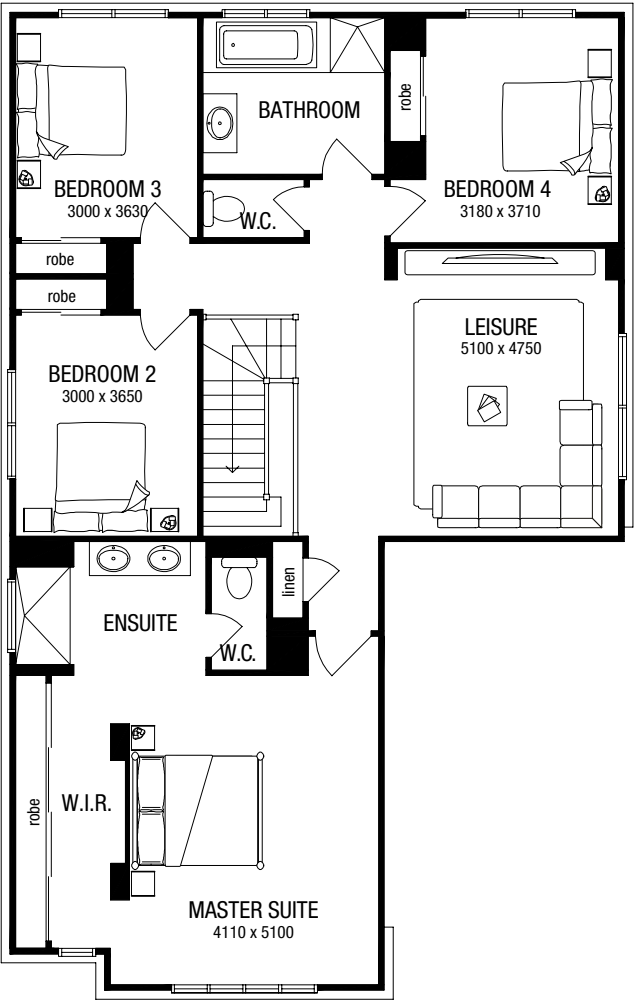 BATHROOM
robe
BEDROOM 3
3000 x 3630
BEDROOM 4
3180 x 3710
W.C.
robe
robe
LEISURE
5100 x 4750
BEDROOM 2
3000 x 3650
linen
ENSUITE
W.C.
robe
W.I.R.
MASTER SUITE
4110 x 5100